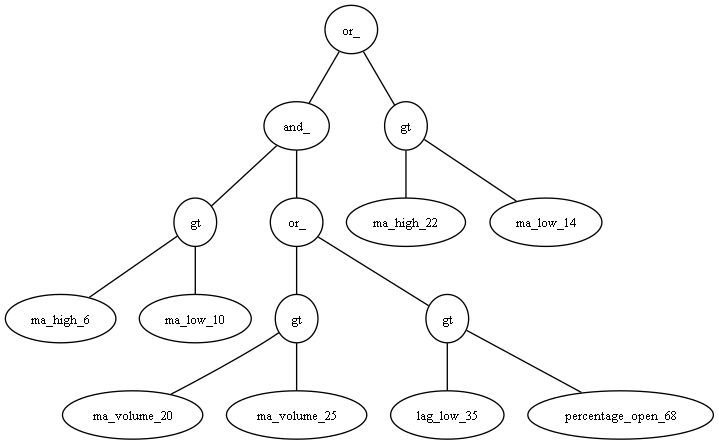 or_
and_
gt
gt
or_
ma_high_22
ma_low_14
ma_high_6
ma_low_10
gt
gt
ma_volume_20
ma_volume_25
lag_low_35
percentage_open_68